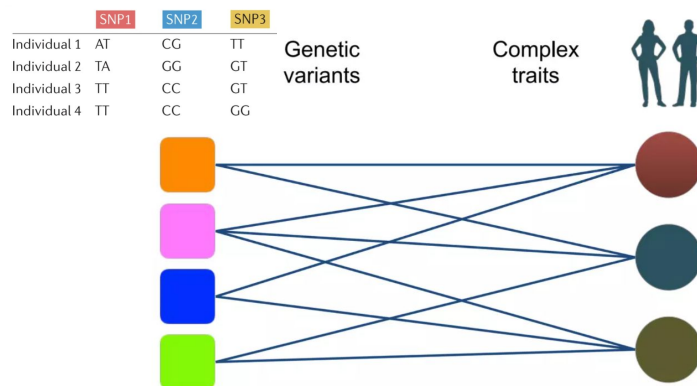 SNP1 SNP2 SNP3
Individual 1 AT CG TT
Individual 2 TA GG GT
Individual 3 TT CC GT
Individual 4 TT CC GG
Genetic
variants
Complex
traits